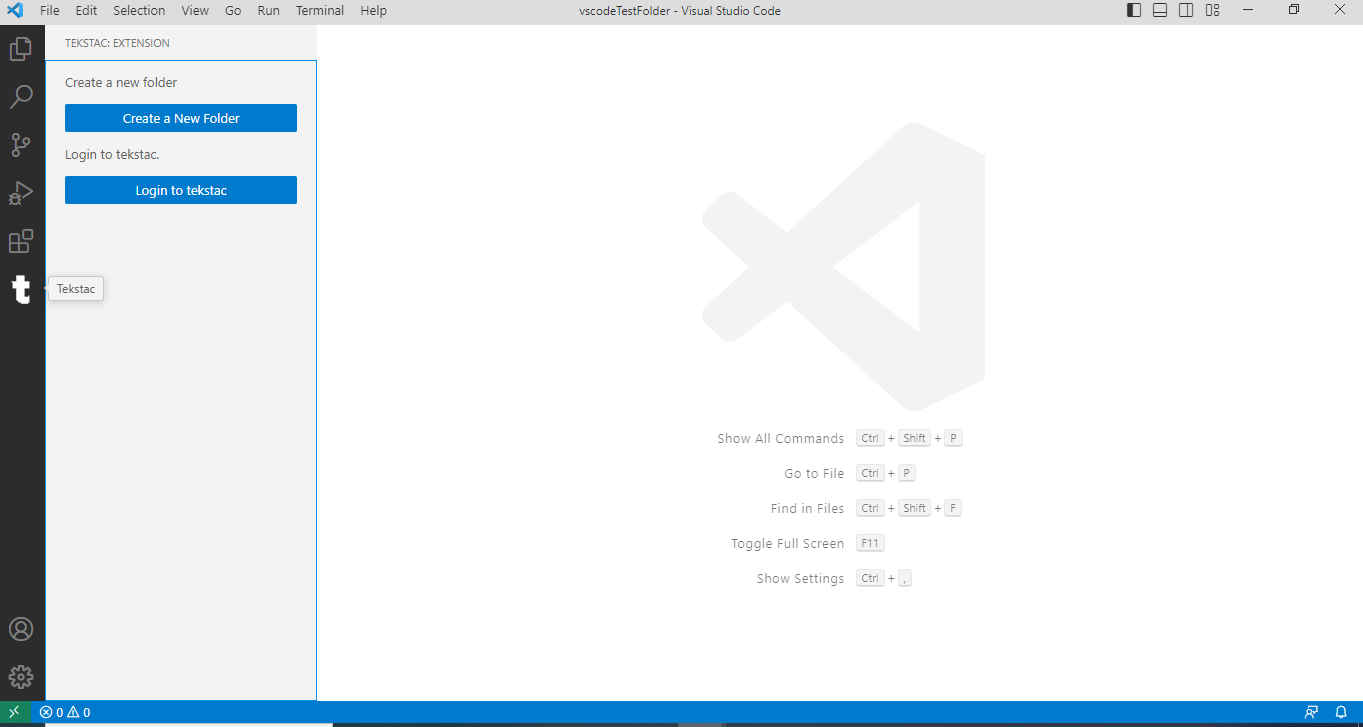 File Edit Selection View Go Run Terminal Help vscodeTestFolder - Visual Studio Code
TEKSTAC: EXTENSION
Create a new folder
Create a New Folder
Login to tekstac.
Login to tekstac
t
Tekstac
Show All Commands Ctrl + Shift + P
Go to File Ctrl + P
Find in Files Ctrl + Shift + F
Toggle Full Screen F11
Show Settings Ctrl + ,
0 0